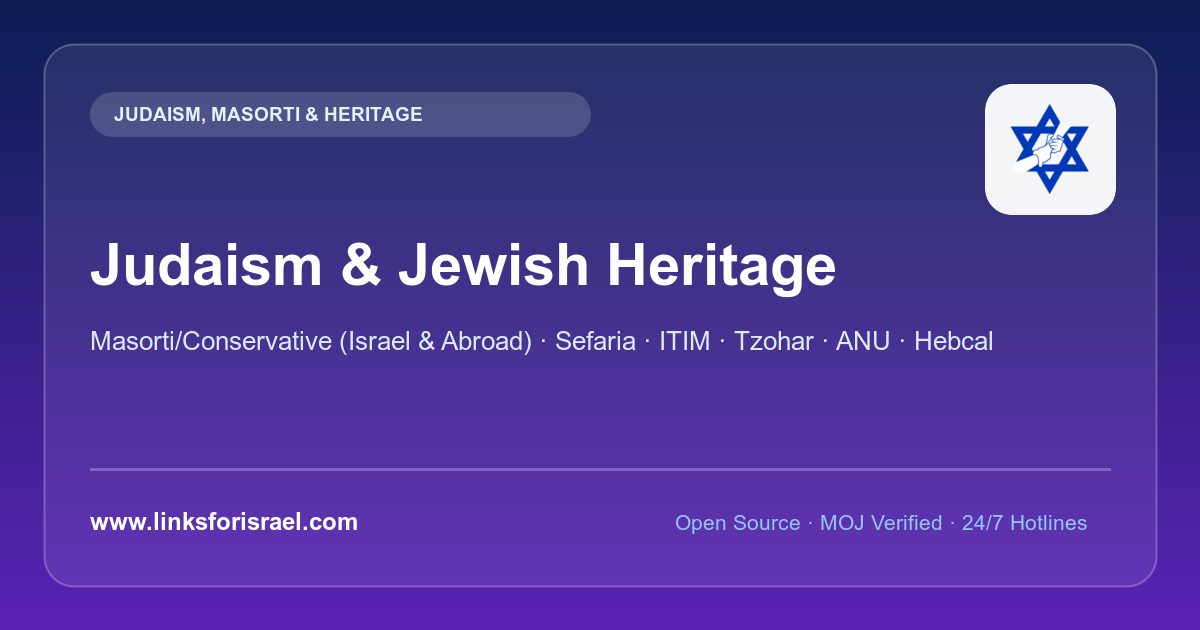 JUDAISM, MASORTI & HERITAGE
Judaism & Jewish Heritage
Masorti/Conservative (Israel & Abroad) · Sefaria · ITIM · Tzohar · ANU · Hebcal
www.linksforisrael.com
Open Source · MOJ Verified · 24/7 Hotlines